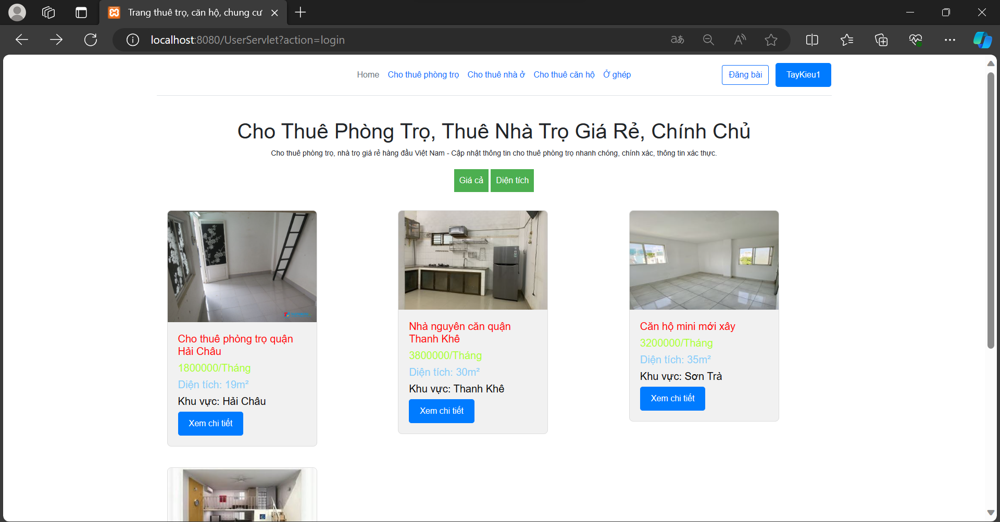 Trang thuê trọ, căn hộ, chung cư
localhost:8080/UserServlet?action=login
Home Cho thuê phòng trọ Cho thuê nhà ở Cho thuê căn hộ Ở ghép Đăng bài TayKieu1
Cho Thuê Phòng Trọ, Thuê Nhà Trọ Giá Rẻ, Chính Chủ
Cho thuê phòng trọ, nhà trọ giá rẻ hàng đầu Việt Nam - Cập nhật thông tin cho thuê phòng trọ nhanh chóng, chính xác, thông tin xác thực.
Giá cả Diện tích
Cho thuê phòng trọ quận
Hải Châu
1800000/Tháng
Diện tích: 19m²
Khu vực: Hải Châu
Xem chi tiết
Nhà nguyên căn quận
Thanh Khê
3800000/Tháng
Diện tích: 30m²
Khu vực: Thanh Khê
Xem chi tiết
Căn hộ mini mới xây
3200000/Tháng
Diện tích: 35m²
Khu vực: Sơn Trà
Xem chi tiết